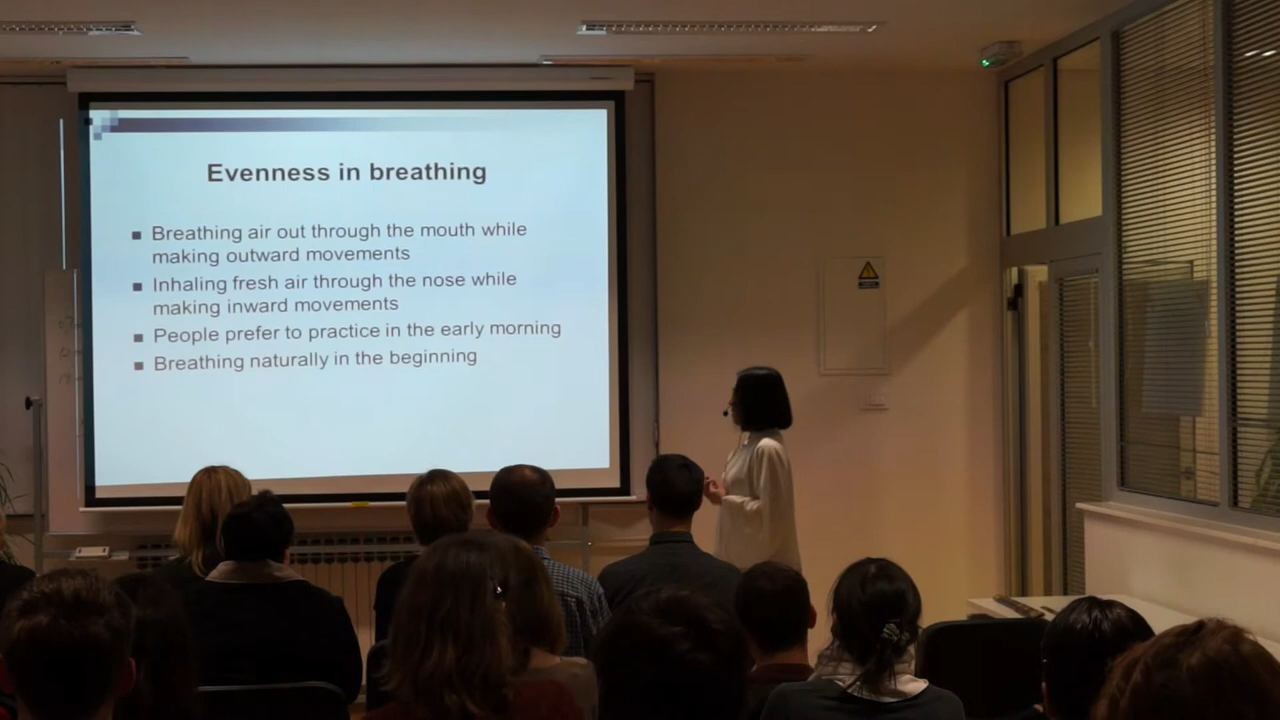 Evenness in breathing
Breathing air out through the mouth while
making outward movements
Inhaling fresh air through the nose while
making inward movements
People prefer to practice in the early morning
Breathing naturally in the beginning